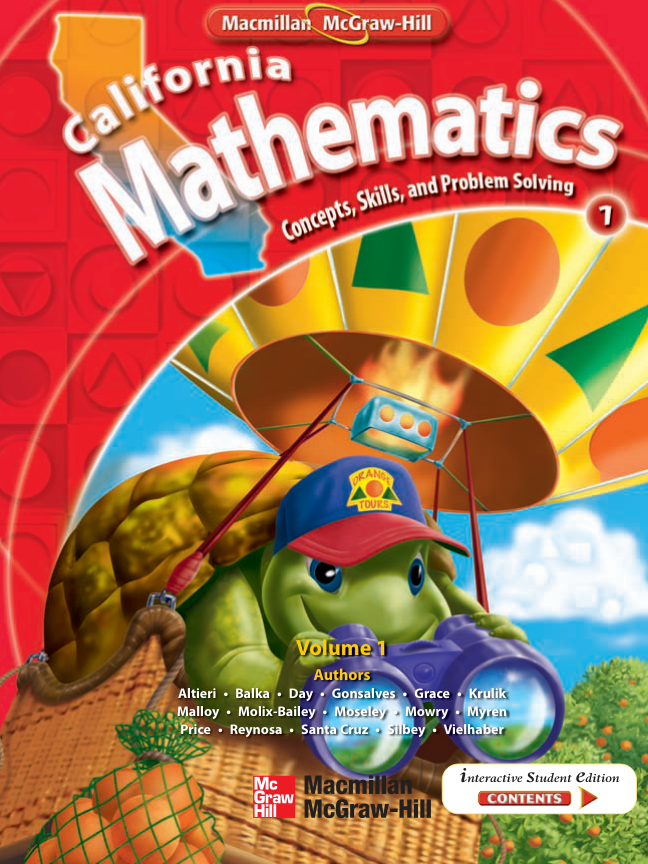 Macmillan McGraw-Hill
California
Mathematics
Concepts, Skills, and Problem Solving
1
ORANGE
TOURS
Volume 1
Authors
Altieri • Balka • Day • Gonsalves • Grace • Krulik
Malloy • Molix-Bailey • Moseley • Mowry • Myren
Price • Reynosa • Santa Cruz • Silbey • Vielhaber
Mc
Graw
Hill
Macmillan
McGraw-Hill
interactive Student Edition
CONTENTS